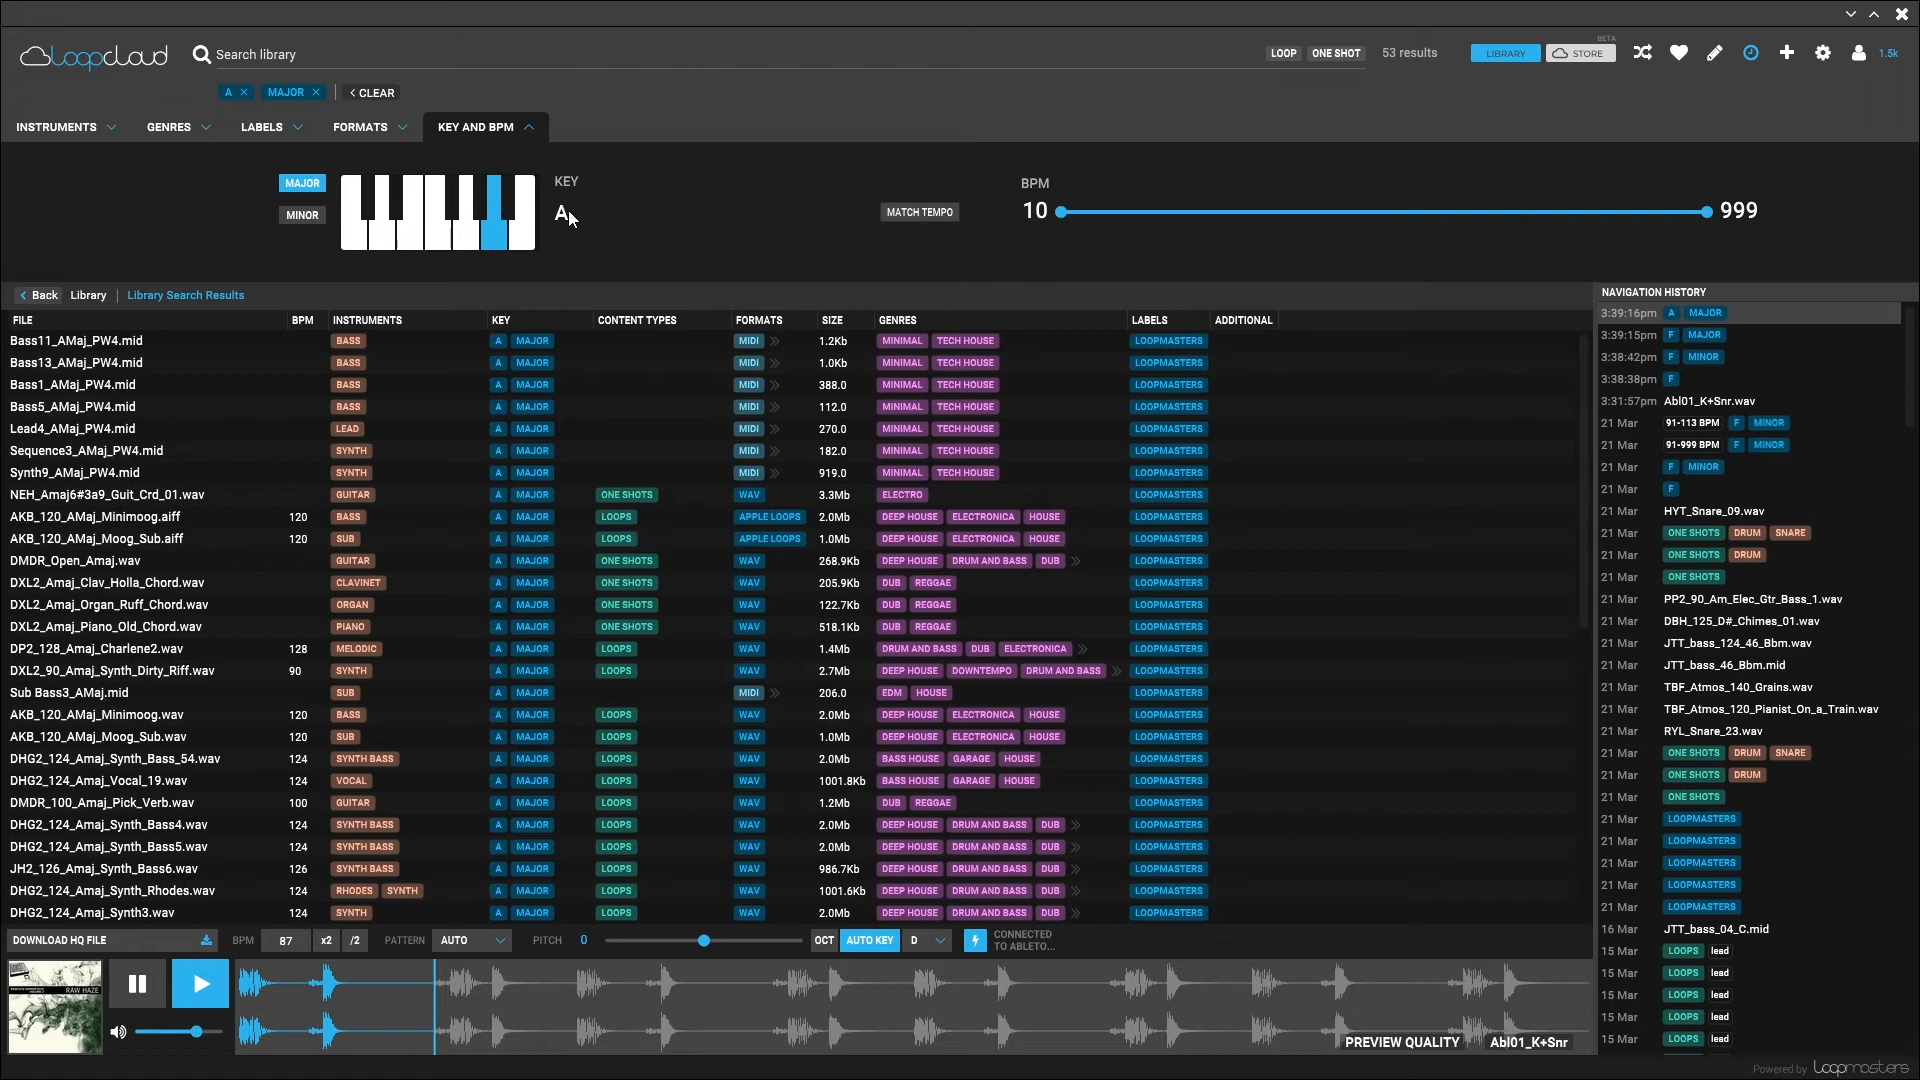 loopcloud Search library LOOP ONE SHOT 53 results LIBRARY BETA STORE 1.5k
A × MAJOR × < CLEAR
INSTRUMENTS GENRES LABELS FORMATS KEY AND BPM
MAJOR KEY BPM
MINOR A MATCH TEMPO 10 999
< Back Library | Library Search Results NAVIGATION HISTORY
FILE BPM INSTRUMENTS KEY CONTENT TYPES FORMATS SIZE GENRES LABELS ADDITIONAL
Bass11_AMaj_PW4.mid BASS A MAJOR MIDI 1.2Kb MINIMAL TECH HOUSE LOOPMASTERS
Bass13_AMaj_PW4.mid BASS A MAJOR MIDI 1.0Kb MINIMAL TECH HOUSE LOOPMASTERS
Bass1_AMaj_PW4.mid BASS A MAJOR MIDI 388.0 MINIMAL TECH HOUSE LOOPMASTERS
Bass5_AMaj_PW4.mid BASS A MAJOR MIDI 112.0 MINIMAL TECH HOUSE LOOPMASTERS
Lead4_AMaj_PW4.mid LEAD A MAJOR MIDI 270.0 MINIMAL TECH HOUSE LOOPMASTERS
Sequence3_AMaj_PW4.mid SYNTH A MAJOR MIDI 182.0 MINIMAL TECH HOUSE LOOPMASTERS
Synth9_AMaj_PW4.mid SYNTH A MAJOR MIDI 919.0 MINIMAL TECH HOUSE LOOPMASTERS
NEH_Amaj6#3a9_Guit_Crd_01.wav GUITAR A MAJOR ONE SHOTS WAV 3.3Mb ELECTRO LOOPMASTERS
AKB_120_AMaj_Minimoog.aiff 120 BASS A MAJOR LOOPS APPLE LOOPS 2.0Mb DEEP HOUSE ELECTRONICA HOUSE LOOPMASTERS
AKB_120_AMaj_Moog_Sub.aiff 120 SUB A MAJOR LOOPS APPLE LOOPS 1.0Mb DEEP HOUSE ELECTRONICA HOUSE LOOPMASTERS
DMDR_Open_Amaj.wav GUITAR A MAJOR ONE SHOTS WAV 268.9Kb DEEP HOUSE DRUM AND BASS DUB LOOPMASTERS
DXL2_Amaj_Clav_Holla_Chord.wav CLAVINET A MAJOR ONE SHOTS WAV 205.9Kb DUB REGGAE LOOPMASTERS
DXL2_Amaj_Organ_Ruff_Chord.wav ORGAN A MAJOR ONE SHOTS WAV 122.7Kb DUB REGGAE LOOPMASTERS
DXL2_Amaj_Piano_Old_Chord.wav PIANO A MAJOR ONE SHOTS WAV 518.1Kb DUB REGGAE LOOPMASTERS
DP2_128_Amaj_Charlene2.wav 128 MELODIC A MAJOR LOOPS WAV 1.4Mb DRUM AND BASS DUB ELECTRONICA LOOPMASTERS
DXL2_90_Amaj_Synth_Dirty_Riff.wav 90 SYNTH A MAJOR LOOPS WAV 2.7Mb DEEP HOUSE DOWNTEMPO DRUM AND BASS LOOPMASTERS
Sub Bass3_AMaj.mid SUB A MAJOR MIDI 206.0 EDM HOUSE LOOPMASTERS
AKB_120_AMaj_Minimoog.wav 120 BASS A MAJOR LOOPS WAV 2.0Mb DEEP HOUSE ELECTRONICA HOUSE LOOPMASTERS
AKB_120_AMaj_Moog_Sub.wav 120 SUB A MAJOR LOOPS WAV 1.0Mb DEEP HOUSE ELECTRONICA HOUSE LOOPMASTERS
DHG2_124_Amaj_Synth_Bass_54.wav 124 SYNTH BASS A MAJOR LOOPS WAV 2.0Mb BASS HOUSE GARAGE HOUSE LOOPMASTERS
DHG2_124_Amaj_Vocal_19.wav 124 VOCAL A MAJOR LOOPS WAV 1001.8Kb BASS HOUSE GARAGE HOUSE LOOPMASTERS
DMDR_100_Amaj_Pick_Verb.wav 100 GUITAR A MAJOR LOOPS WAV 1.2Mb DUB REGGAE LOOPMASTERS
DHG2_124_Amaj_Synth_Bass4.wav 124 SYNTH BASS A MAJOR LOOPS WAV 2.0Mb DEEP HOUSE DRUM AND BASS DUB LOOPMASTERS
DHG2_124_Amaj_Synth_Bass5.wav 124 SYNTH BASS A MAJOR LOOPS WAV 2.0Mb DEEP HOUSE DRUM AND BASS DUB LOOPMASTERS
JH2_126_Amaj_Synth_Bass6.wav 126 SYNTH BASS A MAJOR LOOPS WAV 986.7Kb DEEP HOUSE DRUM AND BASS DUB LOOPMASTERS
DHG2_124_Amaj_Synth_Rhodes.wav 124 RHODES SYNTH A MAJOR LOOPS WAV 1001.6Kb DEEP HOUSE DRUM AND BASS DUB LOOPMASTERS
DHG2_124_Amaj_Synth3.wav 124 SYNTH A MAJOR LOOPS WAV 2.0Mb DEEP HOUSE DRUM AND BASS DUB LOOPMASTERS
3:39:16pm A MAJOR
3:39:15pm F MAJOR
3:38:42pm F MINOR
3:38:38pm F
3:31:57pm Abl01_K+Snr.wav
21 Mar 91-113 BPM F MINOR
21 Mar 91-999 BPM F MINOR
21 Mar F MINOR
21 Mar F
21 Mar HYT_Snare_09.wav
21 Mar ONE SHOTS DRUM SNARE
21 Mar ONE SHOTS DRUM
21 Mar ONE SHOTS
21 Mar PP2_90_Am_Elec_Gtr_Bass_1.wav
21 Mar DBH_125_D#_Chimes_01.wav
21 Mar JTT_bass_124_46_Bbm.wav
21 Mar JTT_bass_46_Bbm.mid
21 Mar TBF_Atmos_140_Grains.wav
21 Mar TBF_Atmos_120_Pianist_On_a_Train.wav
21 Mar RYL_Snare_23.wav
21 Mar ONE SHOTS DRUM SNARE
21 Mar ONE SHOTS DRUM
21 Mar ONE SHOTS
21 Mar LOOPMASTERS
21 Mar LOOPMASTERS
21 Mar LOOPMASTERS
21 Mar LOOPMASTERS
21 Mar LOOPMASTERS
16 Mar JTT_bass_04_C.mid
15 Mar LOOPS lead
15 Mar LOOPS lead
15 Mar LOOPS lead
15 Mar LOOPS lead
15 Mar LOOPS lead
DOWNLOAD HQ FILE BPM 87 x2 /2 PATTERN AUTO PITCH 0 OCT AUTO KEY D CONNECTED
TO ABLETO...
RAW HAZE
PREVIEW QUALITY Abl01_K+Snr
Powered by Loopmasters